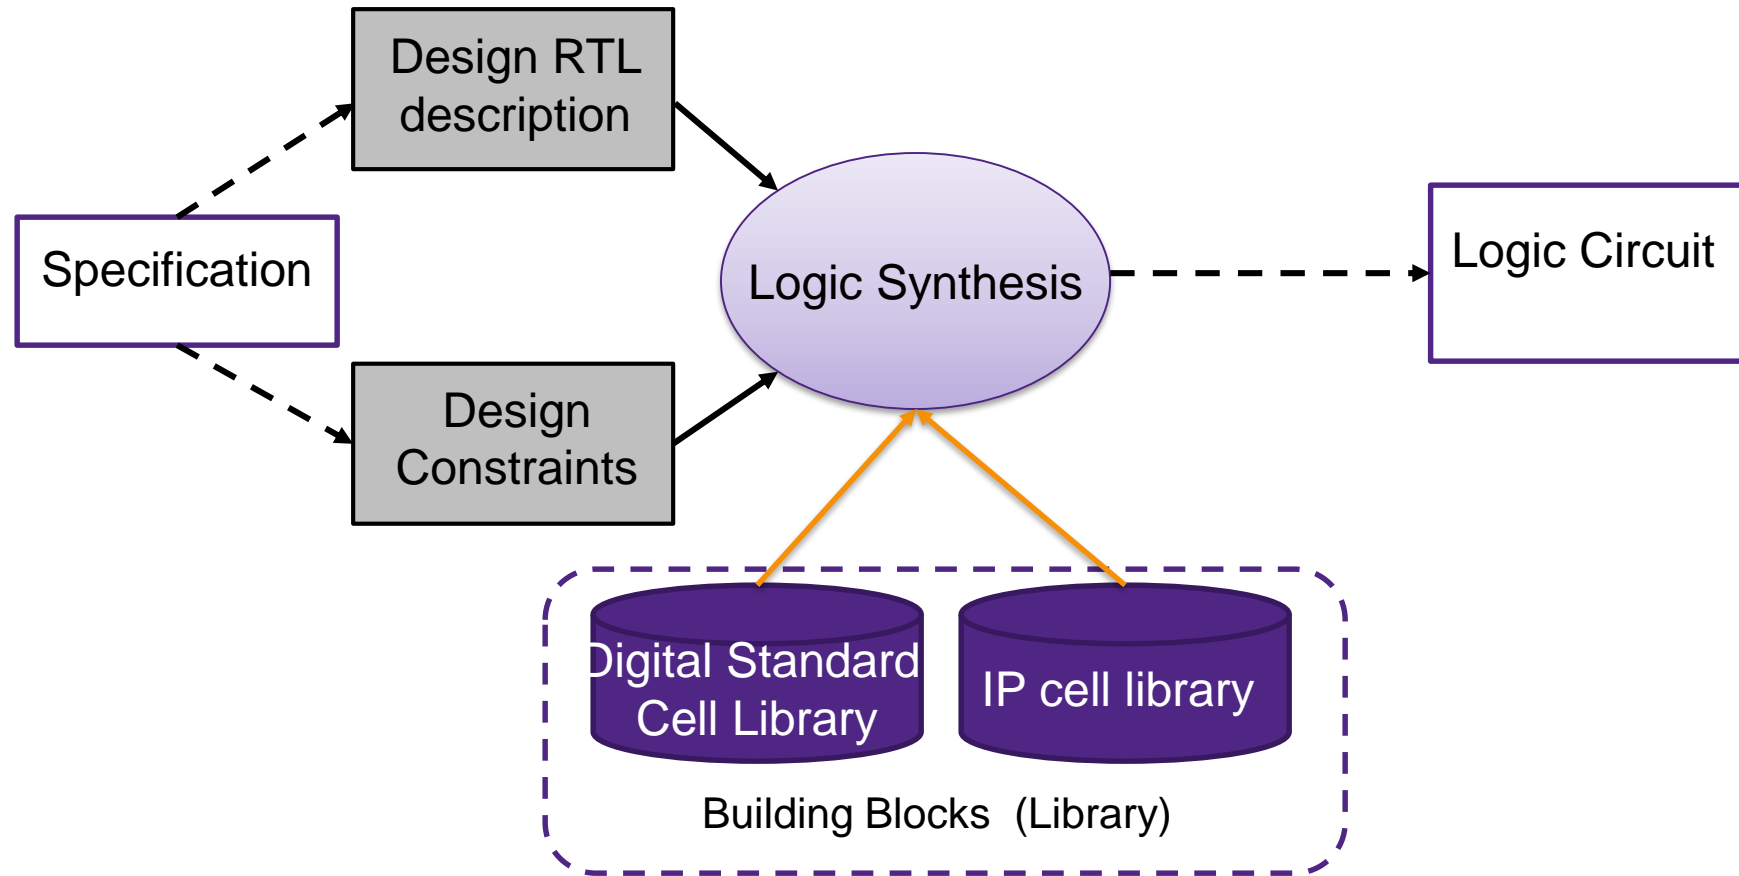 Design RTL
description
Specification
Logic Synthesis
Logic Circuit
Design
Constraints
Digital Standard
Cell Library
IP cell library
Building Blocks (Library)